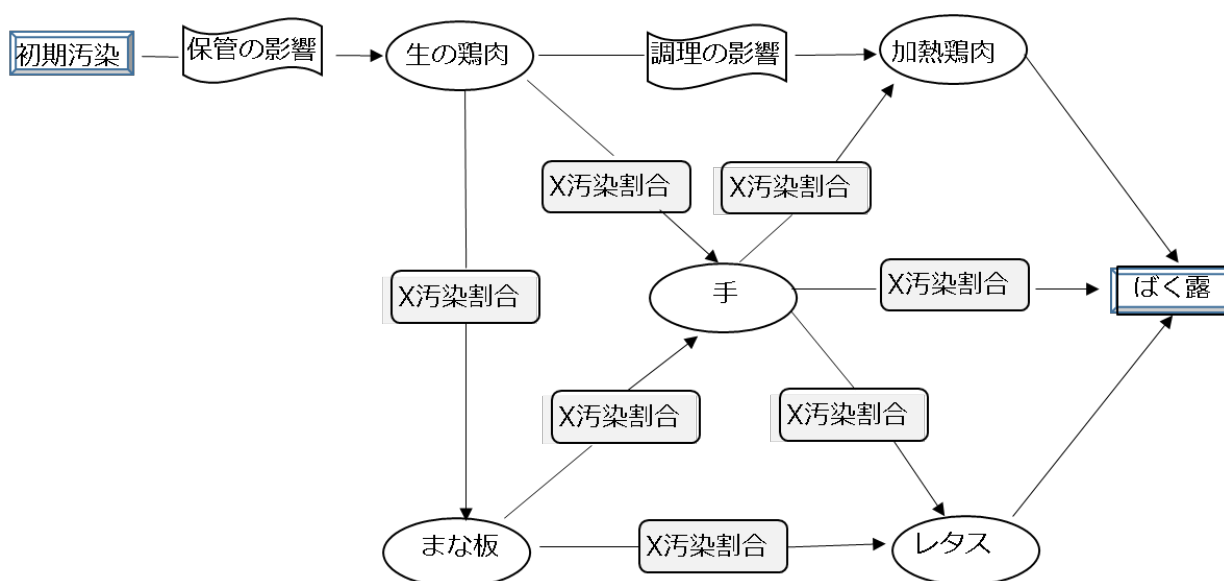 初期汚染
保管の影響
生の鶏肉
調理の影響
加熱鶏肉
X汚染割合
X汚染割合
X汚染割合
手
X汚染割合
ばく露
X汚染割合
X汚染割合
まな板
X汚染割合
レタス